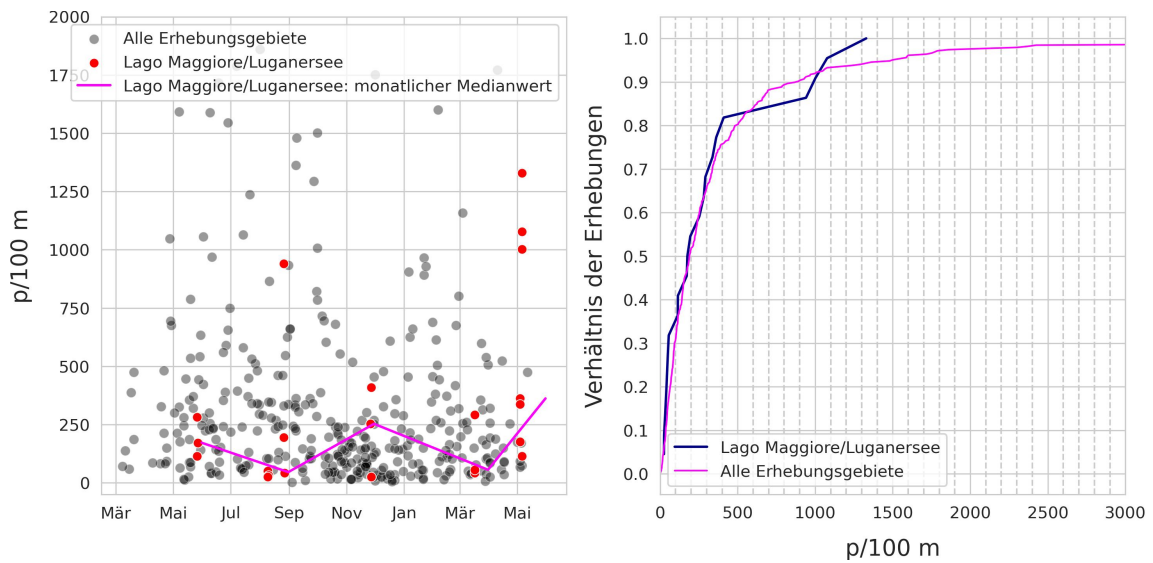 2000
1750
1500
1250
1000
750
500
250
0
p/100 m
Alle Erhebungsgebiete
Lago Maggiore/Luganersee
Lago Maggiore/Luganersee: monatlicher Medianwert
Mär Mai Jul Sep Nov Jan Mär Mai
1.0
0.9
0.8
0.7
0.6
0.5
0.4
0.3
0.2
0.1
0.0
Verhältnis der Erhebungen
Lago Maggiore/Luganersee
Alle Erhebungsgebiete
0 500 1000 1500 2000 2500 3000
p/100 m